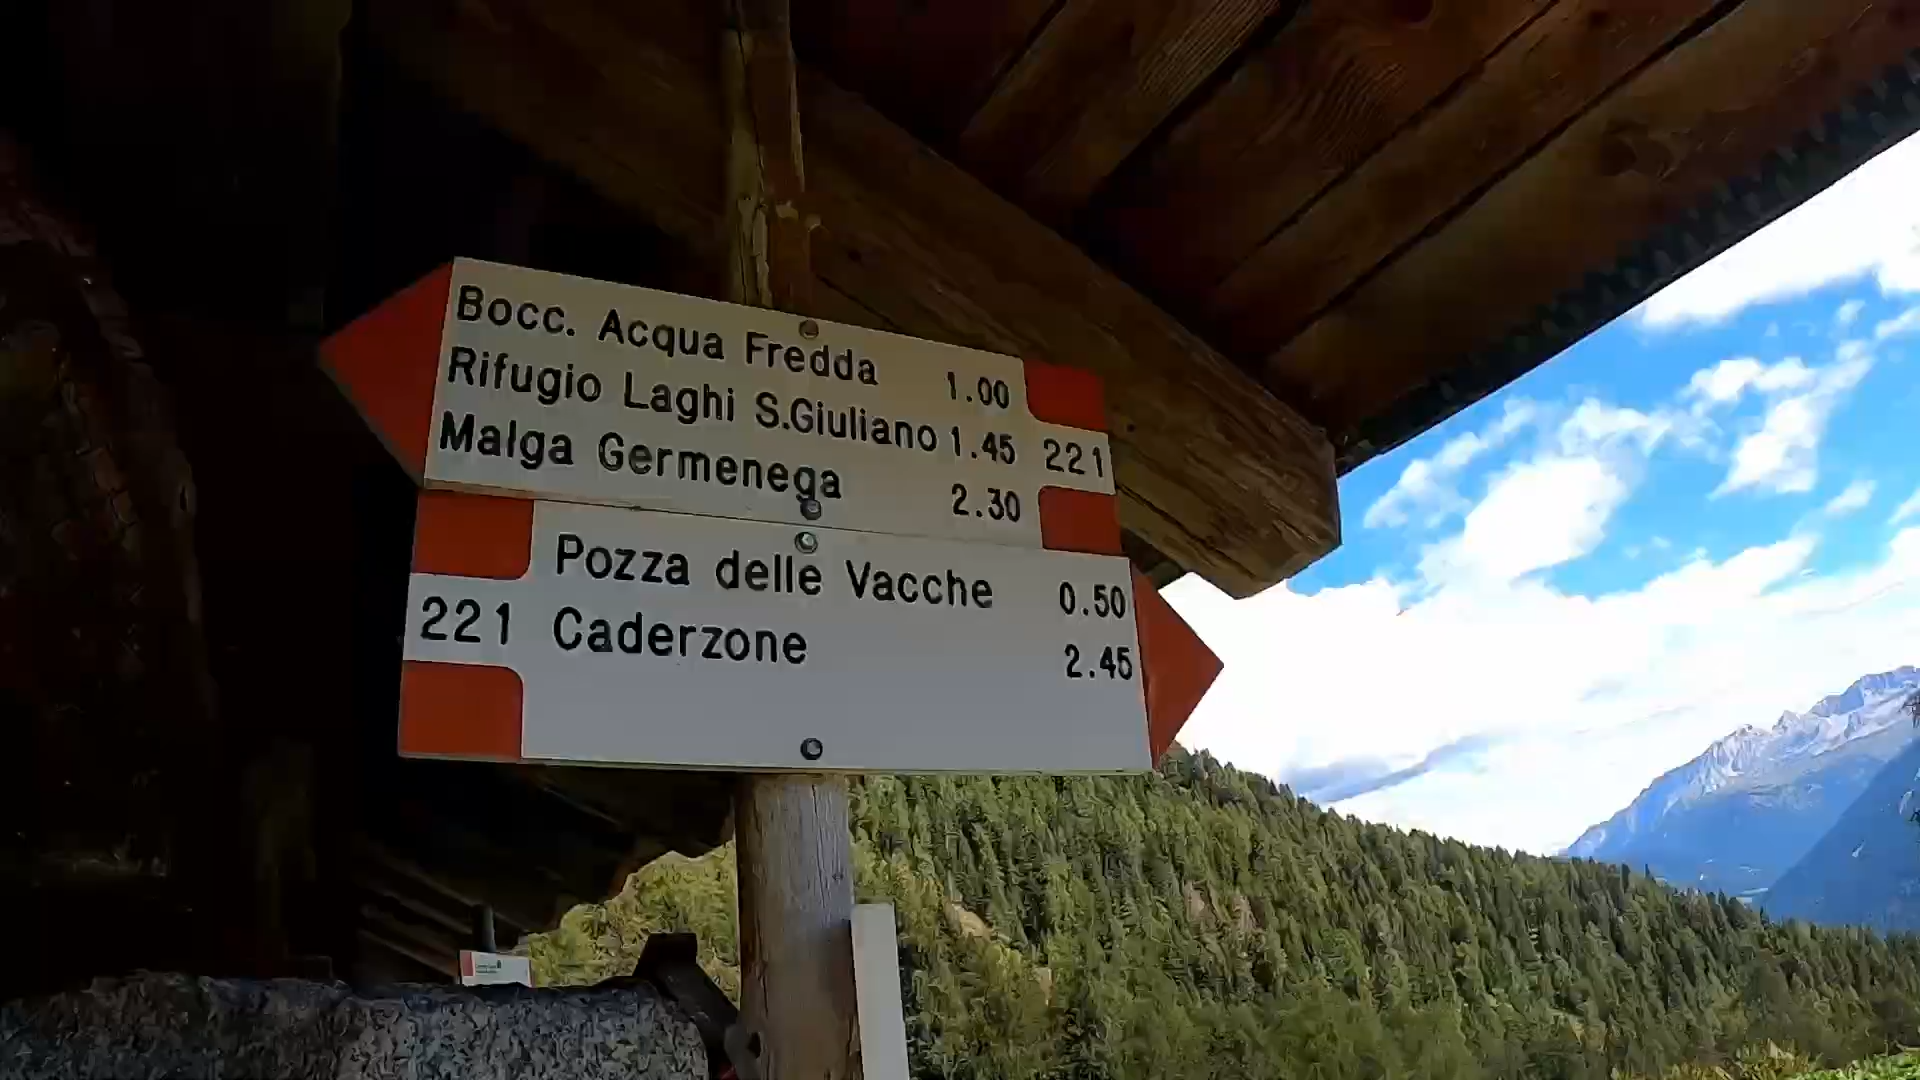 Bocc. Acqua Fredda 1.00
Rifugio Laghi S.Giuliano 1.45 221
Malga Germenega 2.30
Pozza delle Vacche 0.50
221 Caderzone 2.45